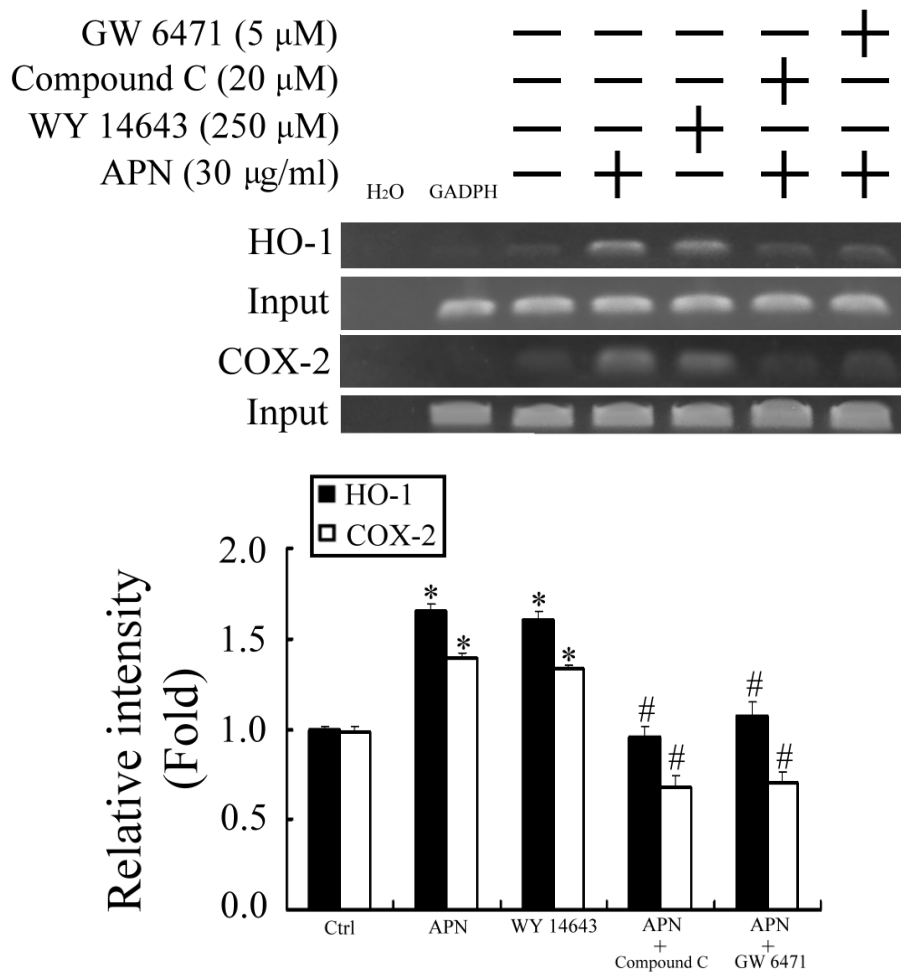 GW 6471 (5 μM) — — — — +
Compound C (20 μM) — — — + —
WY 14643 (250 μM) — — + — —
APN (30 μg/ml) H₂O GADPH — + — + +
HO-1
Input
COX-2
Input
HO-1
COX-2
Relative intensity
(Fold)
2.0
1.5
1.0
0.5
0.0
* * * * # # # #
Ctrl APN WY 14643 APN + Compound C APN + GW 6471